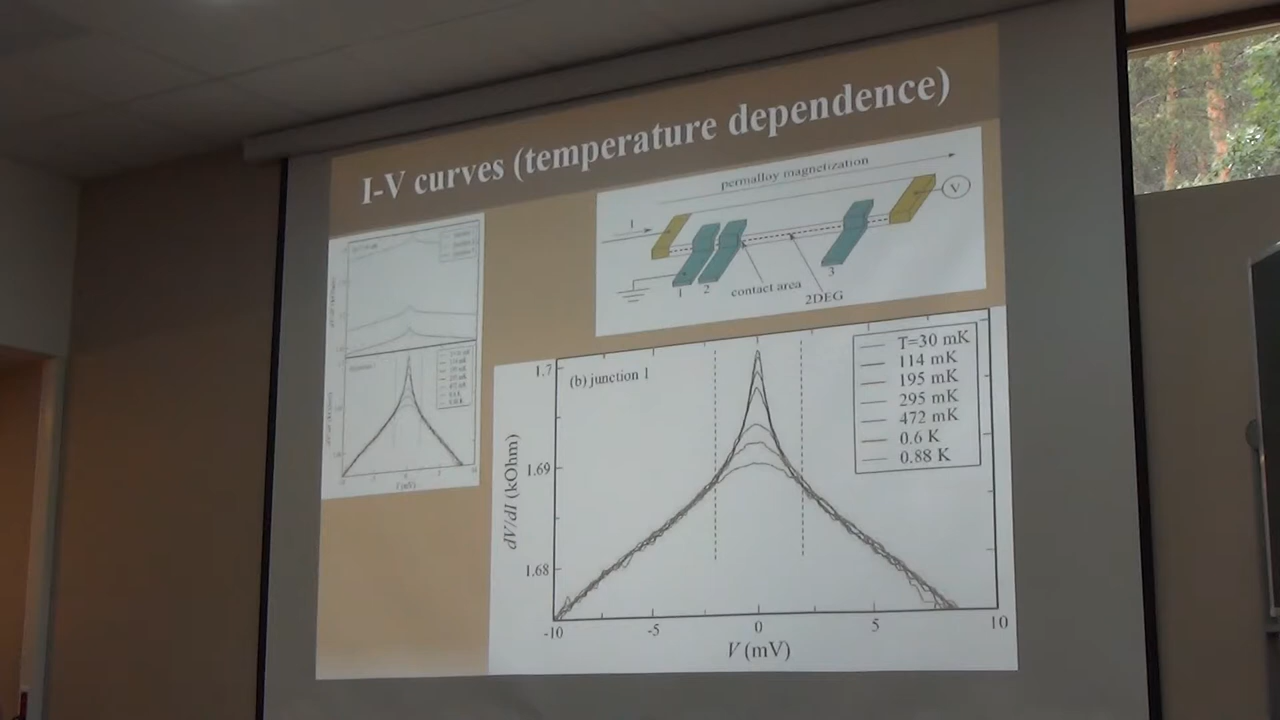 I-V curves (temperature dependence)
permalloy magnetization
I
V
1
2
contact area
2DEG
3
(b) junction 1
T=30 mK
114 mK
195 mK
295 mK
472 mK
0.6 K
0.88 K
1.7
1.69
1.68
dV/dI (kOhm)
-10
-5
0
5
10
V (mV)